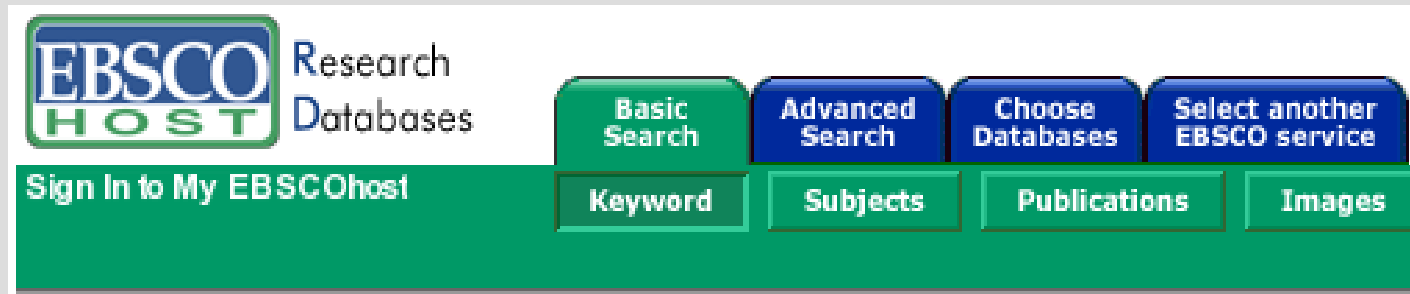 EBSCO
HOST
Research
Databases
Basic
Search
Advanced
Search
Choose
Databases
Select another
EBSCO service
Sign In to My EBSCOhost
Keyword
Subjects
Publications
Images